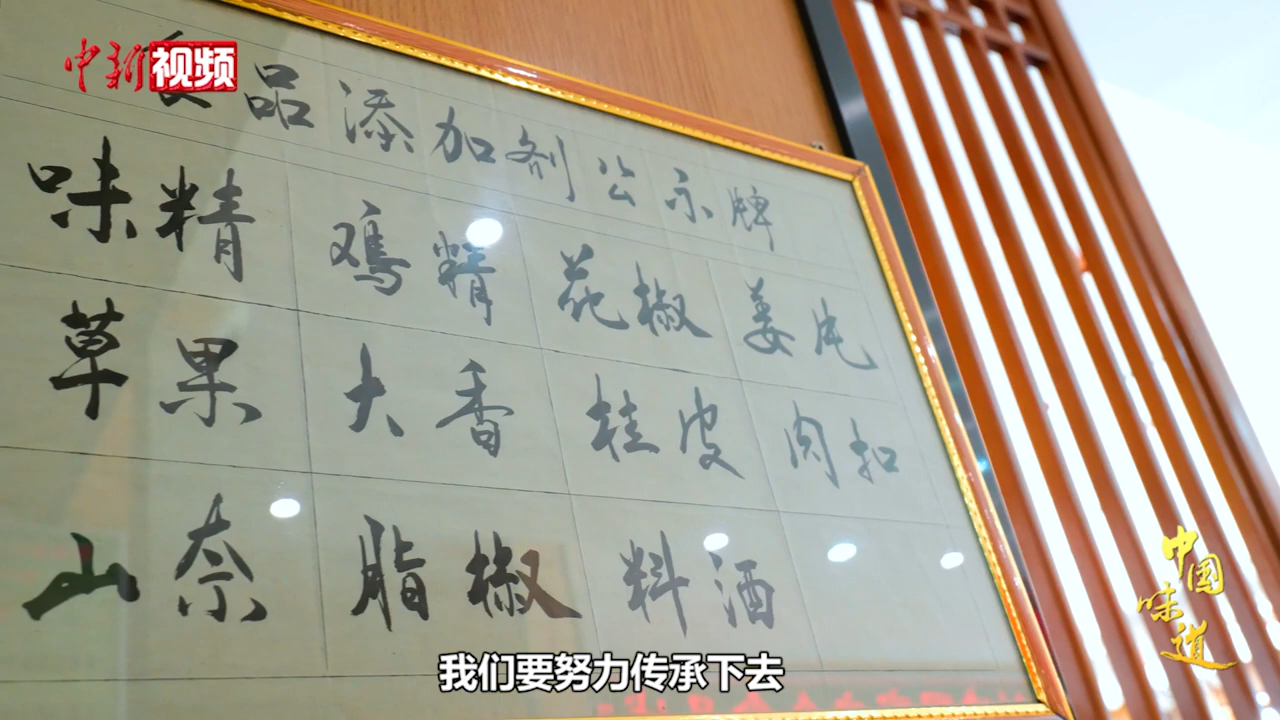 中新视频
食品添加剂公示牌
味精 鸡精 花椒 姜片
草果 大香 桂皮 肉扣
山奈 脂椒 料酒
中国味道
我们要努力传承下去